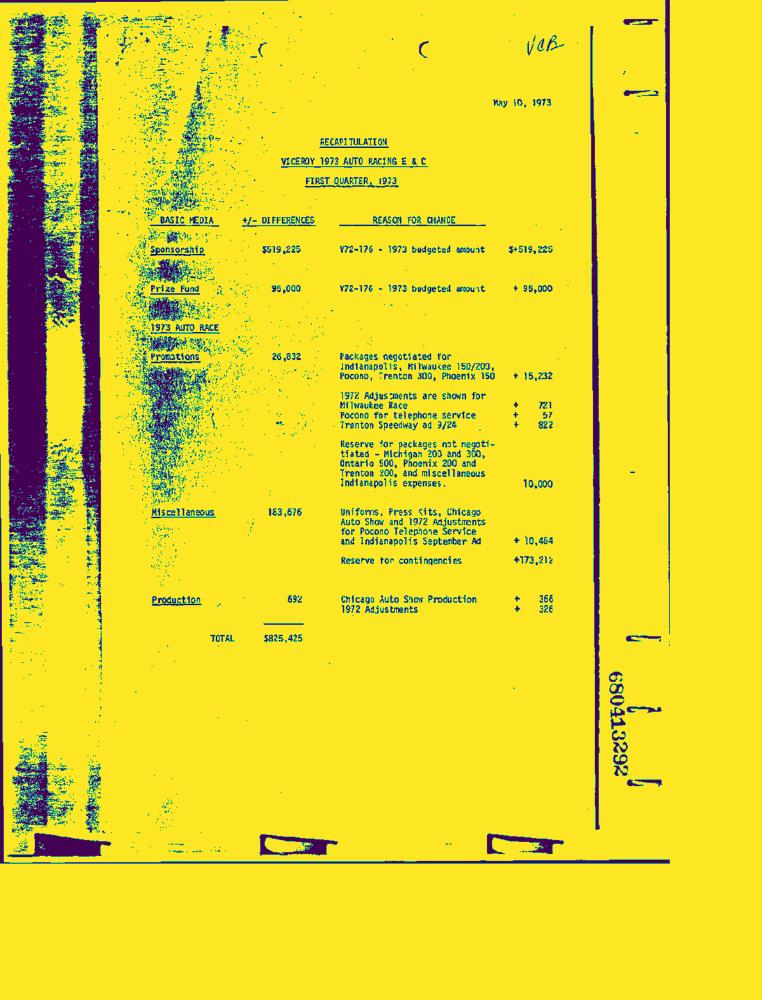 VCB
May 10, 1973
RECAPITULATION
VICEROY 1973 AUTO RACING E & C
FIRST QUARTER, 1973
BASIC MEDIA +/- DIFFERENCES REASON FOR CHANGE
Sponsorship $519,225 V72-176 - 1973 budgeted amount $+519,225
Prize Fund 95,000 V72-176 - 1973 budgeted amount + 95,000
1973 AUTO RACE
Promotions 26,832 Packages negotiated for
Indianapolis, Milwaukee 150/200,
Pocono, Trenton 300, Phoenix 150 + 15,232
1972 Adjustments are shown for
Milwaukee Race + 721
Pocono for telephone service + 57
Trenton Speedway ad 9/24 + 822
Reserve for packages not negoti-
tiated - Michigan 200 and 300,
Ontario 500, Phoenix 200 and
Trenton 200, and miscellaneous
Indianapolis expenses. 10,000
Miscellaneous 183,676 Uniforms, Press Kits, Chicago
Auto Show and 1972 Adjustments
for Pocono Telephone Service
and Indianapolis September Ad + 10,464
Reserve for contingencies +173,212
Production 692 Chicago Auto Show Production + 366
1972 Adjustments + 326
TOTAL $825,425
680413292